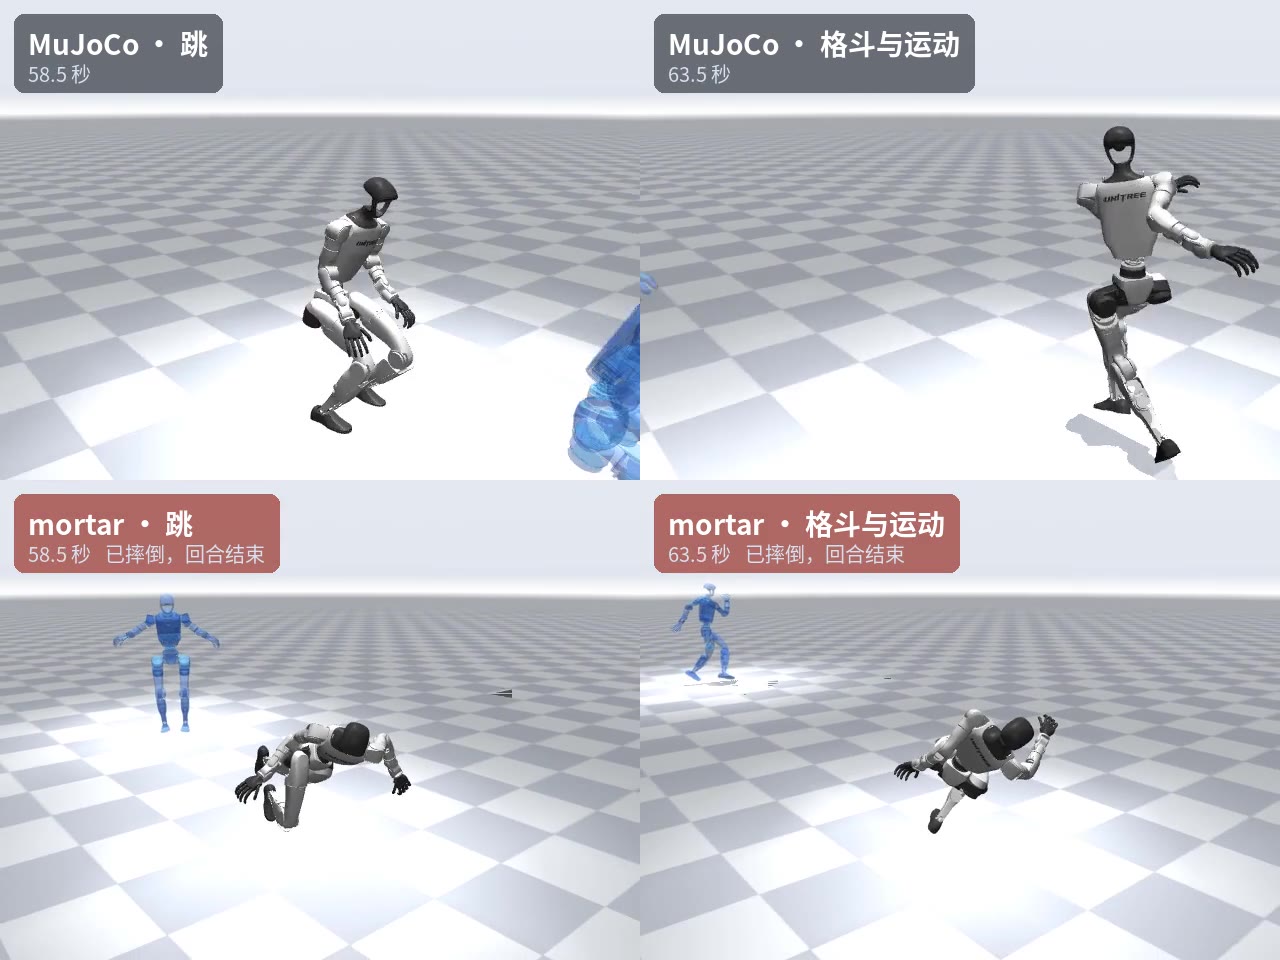 MuJoCo · 跳
58.5 秒
MuJoCo · 格斗与运动
63.5 秒
UNITREE
UNITREE
mortar · 跳
58.5 秒 已摔倒，回合结束
mortar · 格斗与运动
63.5 秒 已摔倒，回合结束